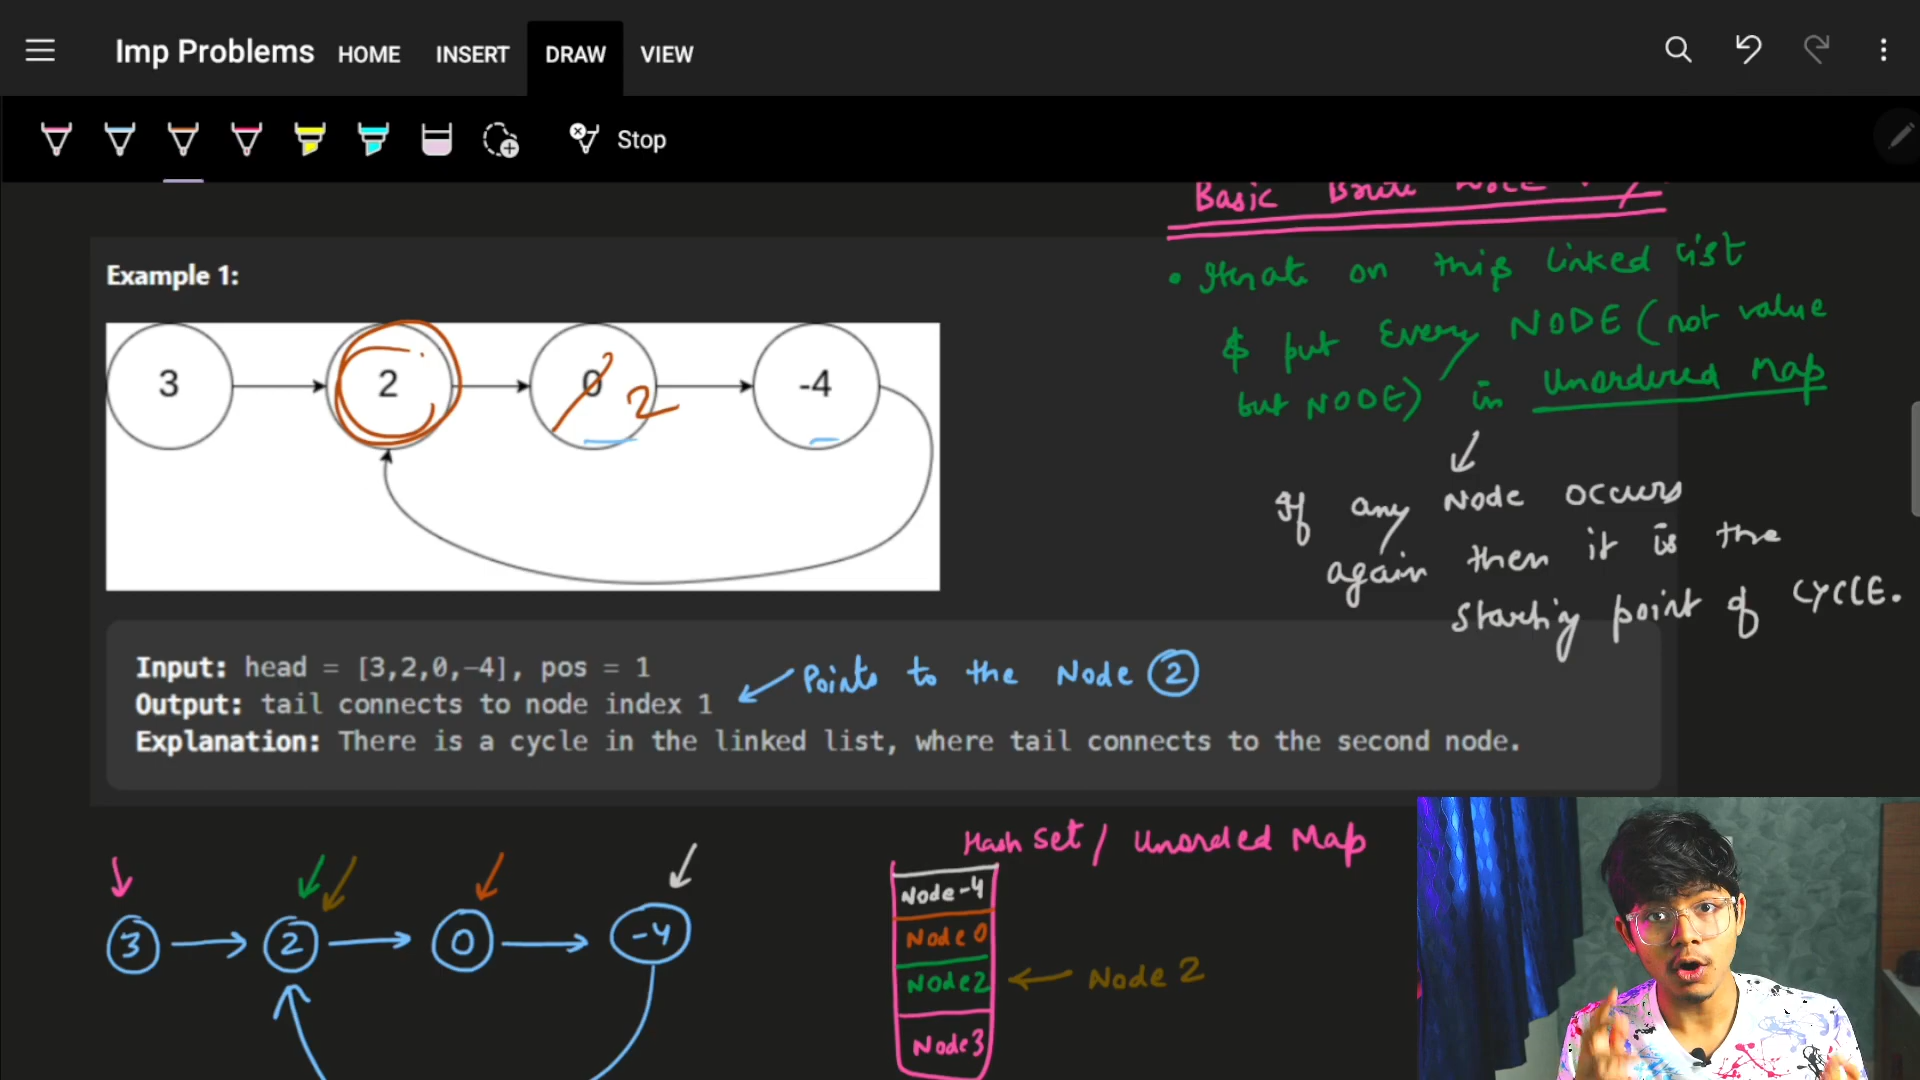 Imp Problems HOME INSERT DRAW VIEW
Stop
Basic
• Iterate on this linked list
& put Every NODE (not value
but NODE) in Unordered Map
If any Node occurs
again then it is the
starting point of CYCLE.
Example 1:
3 2 0 2 -4
Input: head = [3,2,0,-4], pos = 1
Output: tail connects to node index 1
Points to the Node 2
Explanation: There is a cycle in the linked list, where tail connects to the second node.
Hash Set / Unorded Map
3 2 0 -4
Node-4
Node 0
Node2
Node 2
Node3